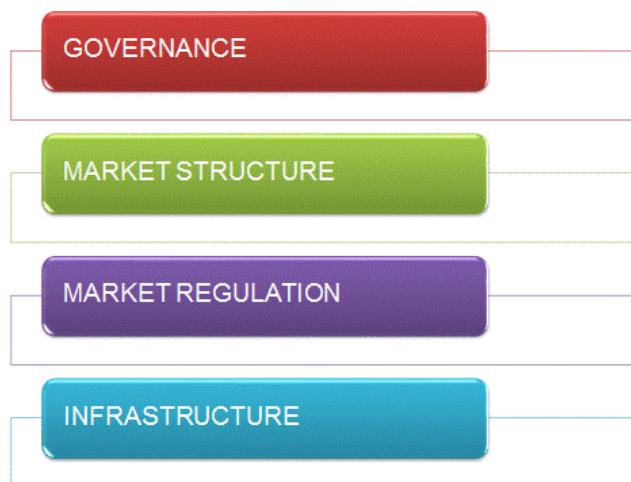 GOVERNANCE
MARKET STRUCTURE
MARKET REGULATION
INFRASTRUCTURE